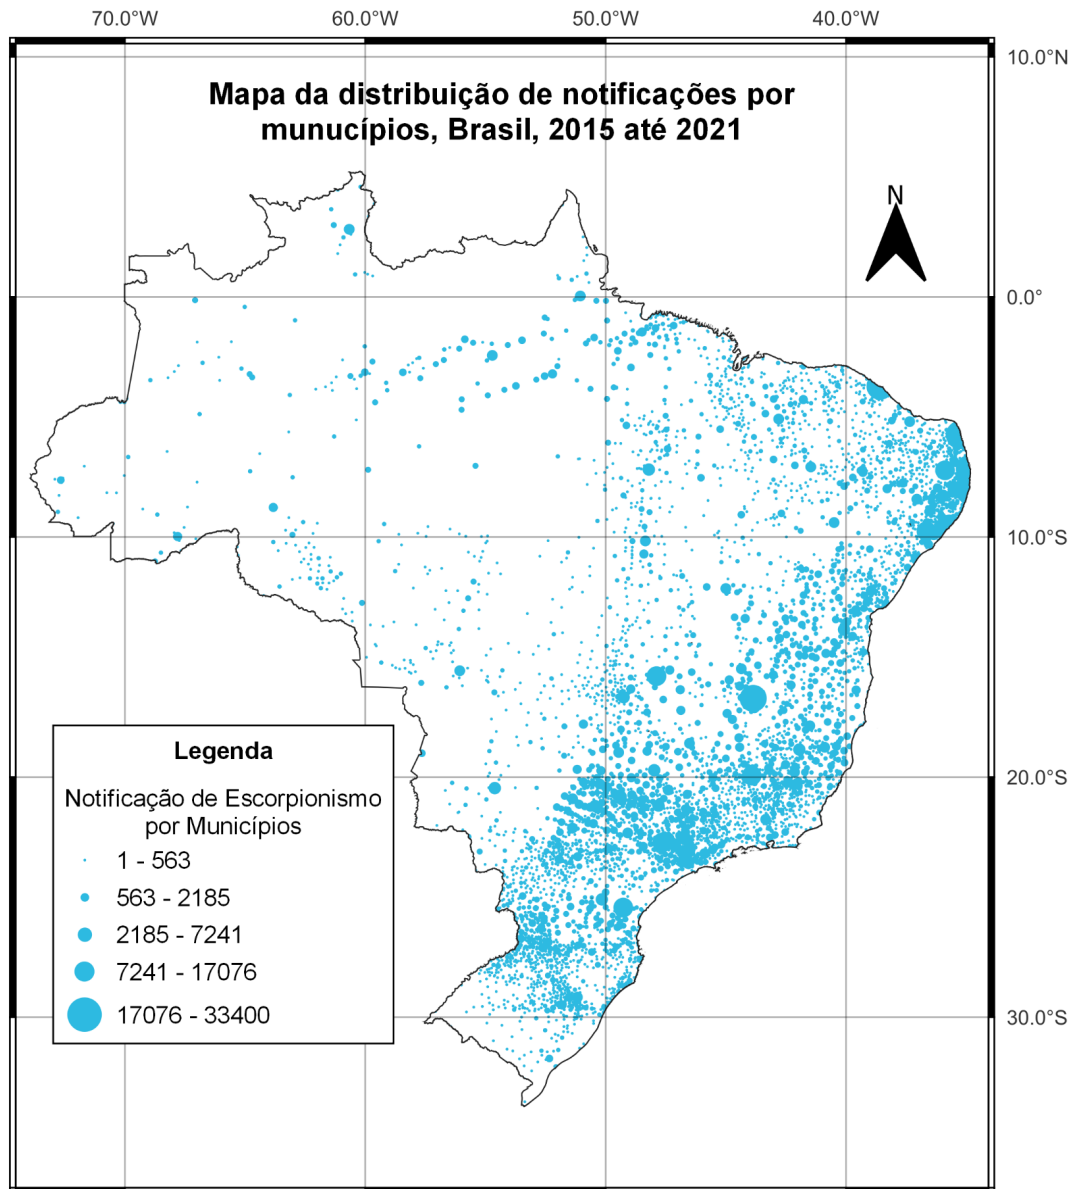 70.0°W 60.0°W 50.0°W 40.0°W
10.0°N
Mapa da distribuição de notificações por
munucípios, Brasil, 2015 até 2021
N
0.0°
10.0°S
Legenda
20.0°S
Notificação de Escorpionismo
por Municípios
1 - 563
563 - 2185
2185 - 7241
7241 - 17076
17076 - 33400
30.0°S